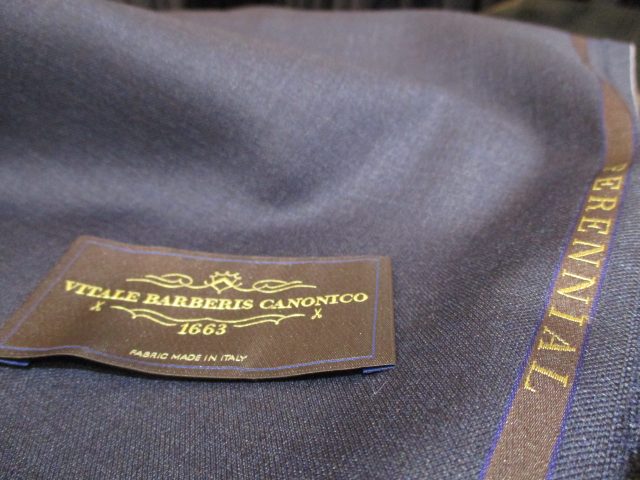 VITALE BARBERIS CANONICO
1663
FABRIC MADE IN ITALY
PERENNIAL